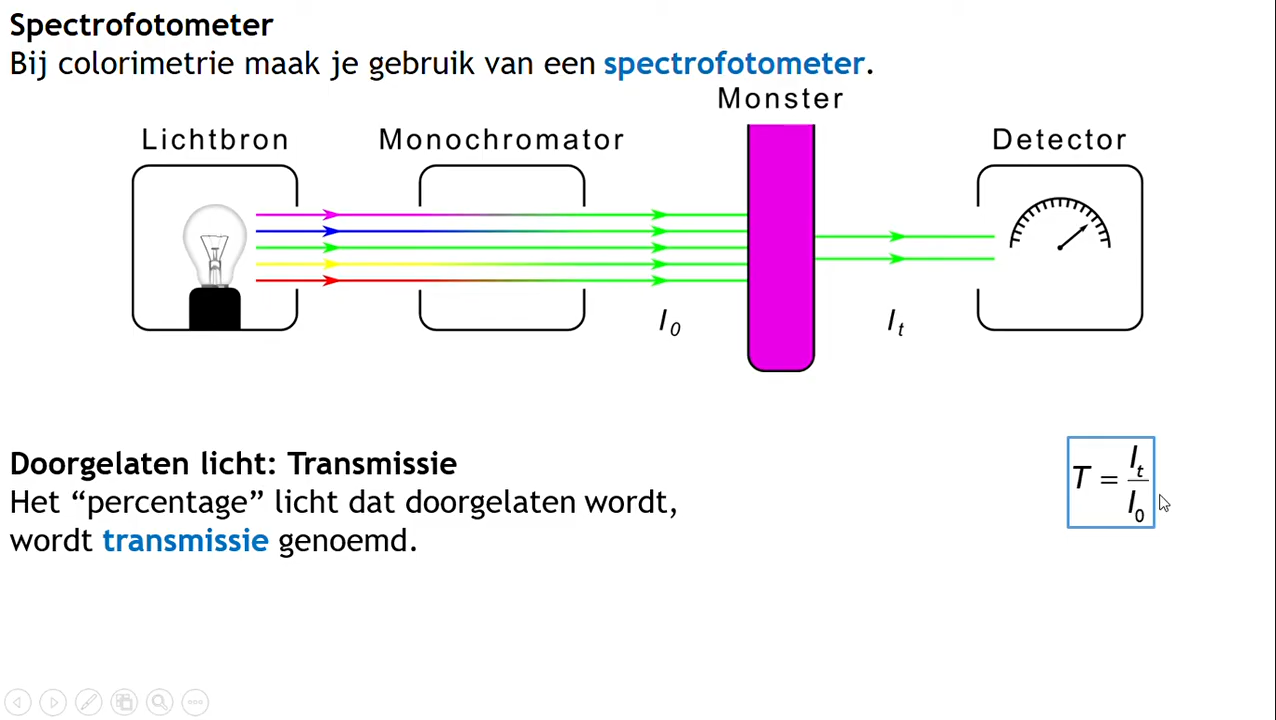 Spectrofotometer
Bij colorimetrie maak je gebruik van een spectrofotometer.
Monster
Lichtbron Monochromator Detector
I0 It
Doorgelaten licht: Transmissie
Het “percentage” licht dat doorgelaten wordt,
wordt transmissie genoemd.
T = It / I0